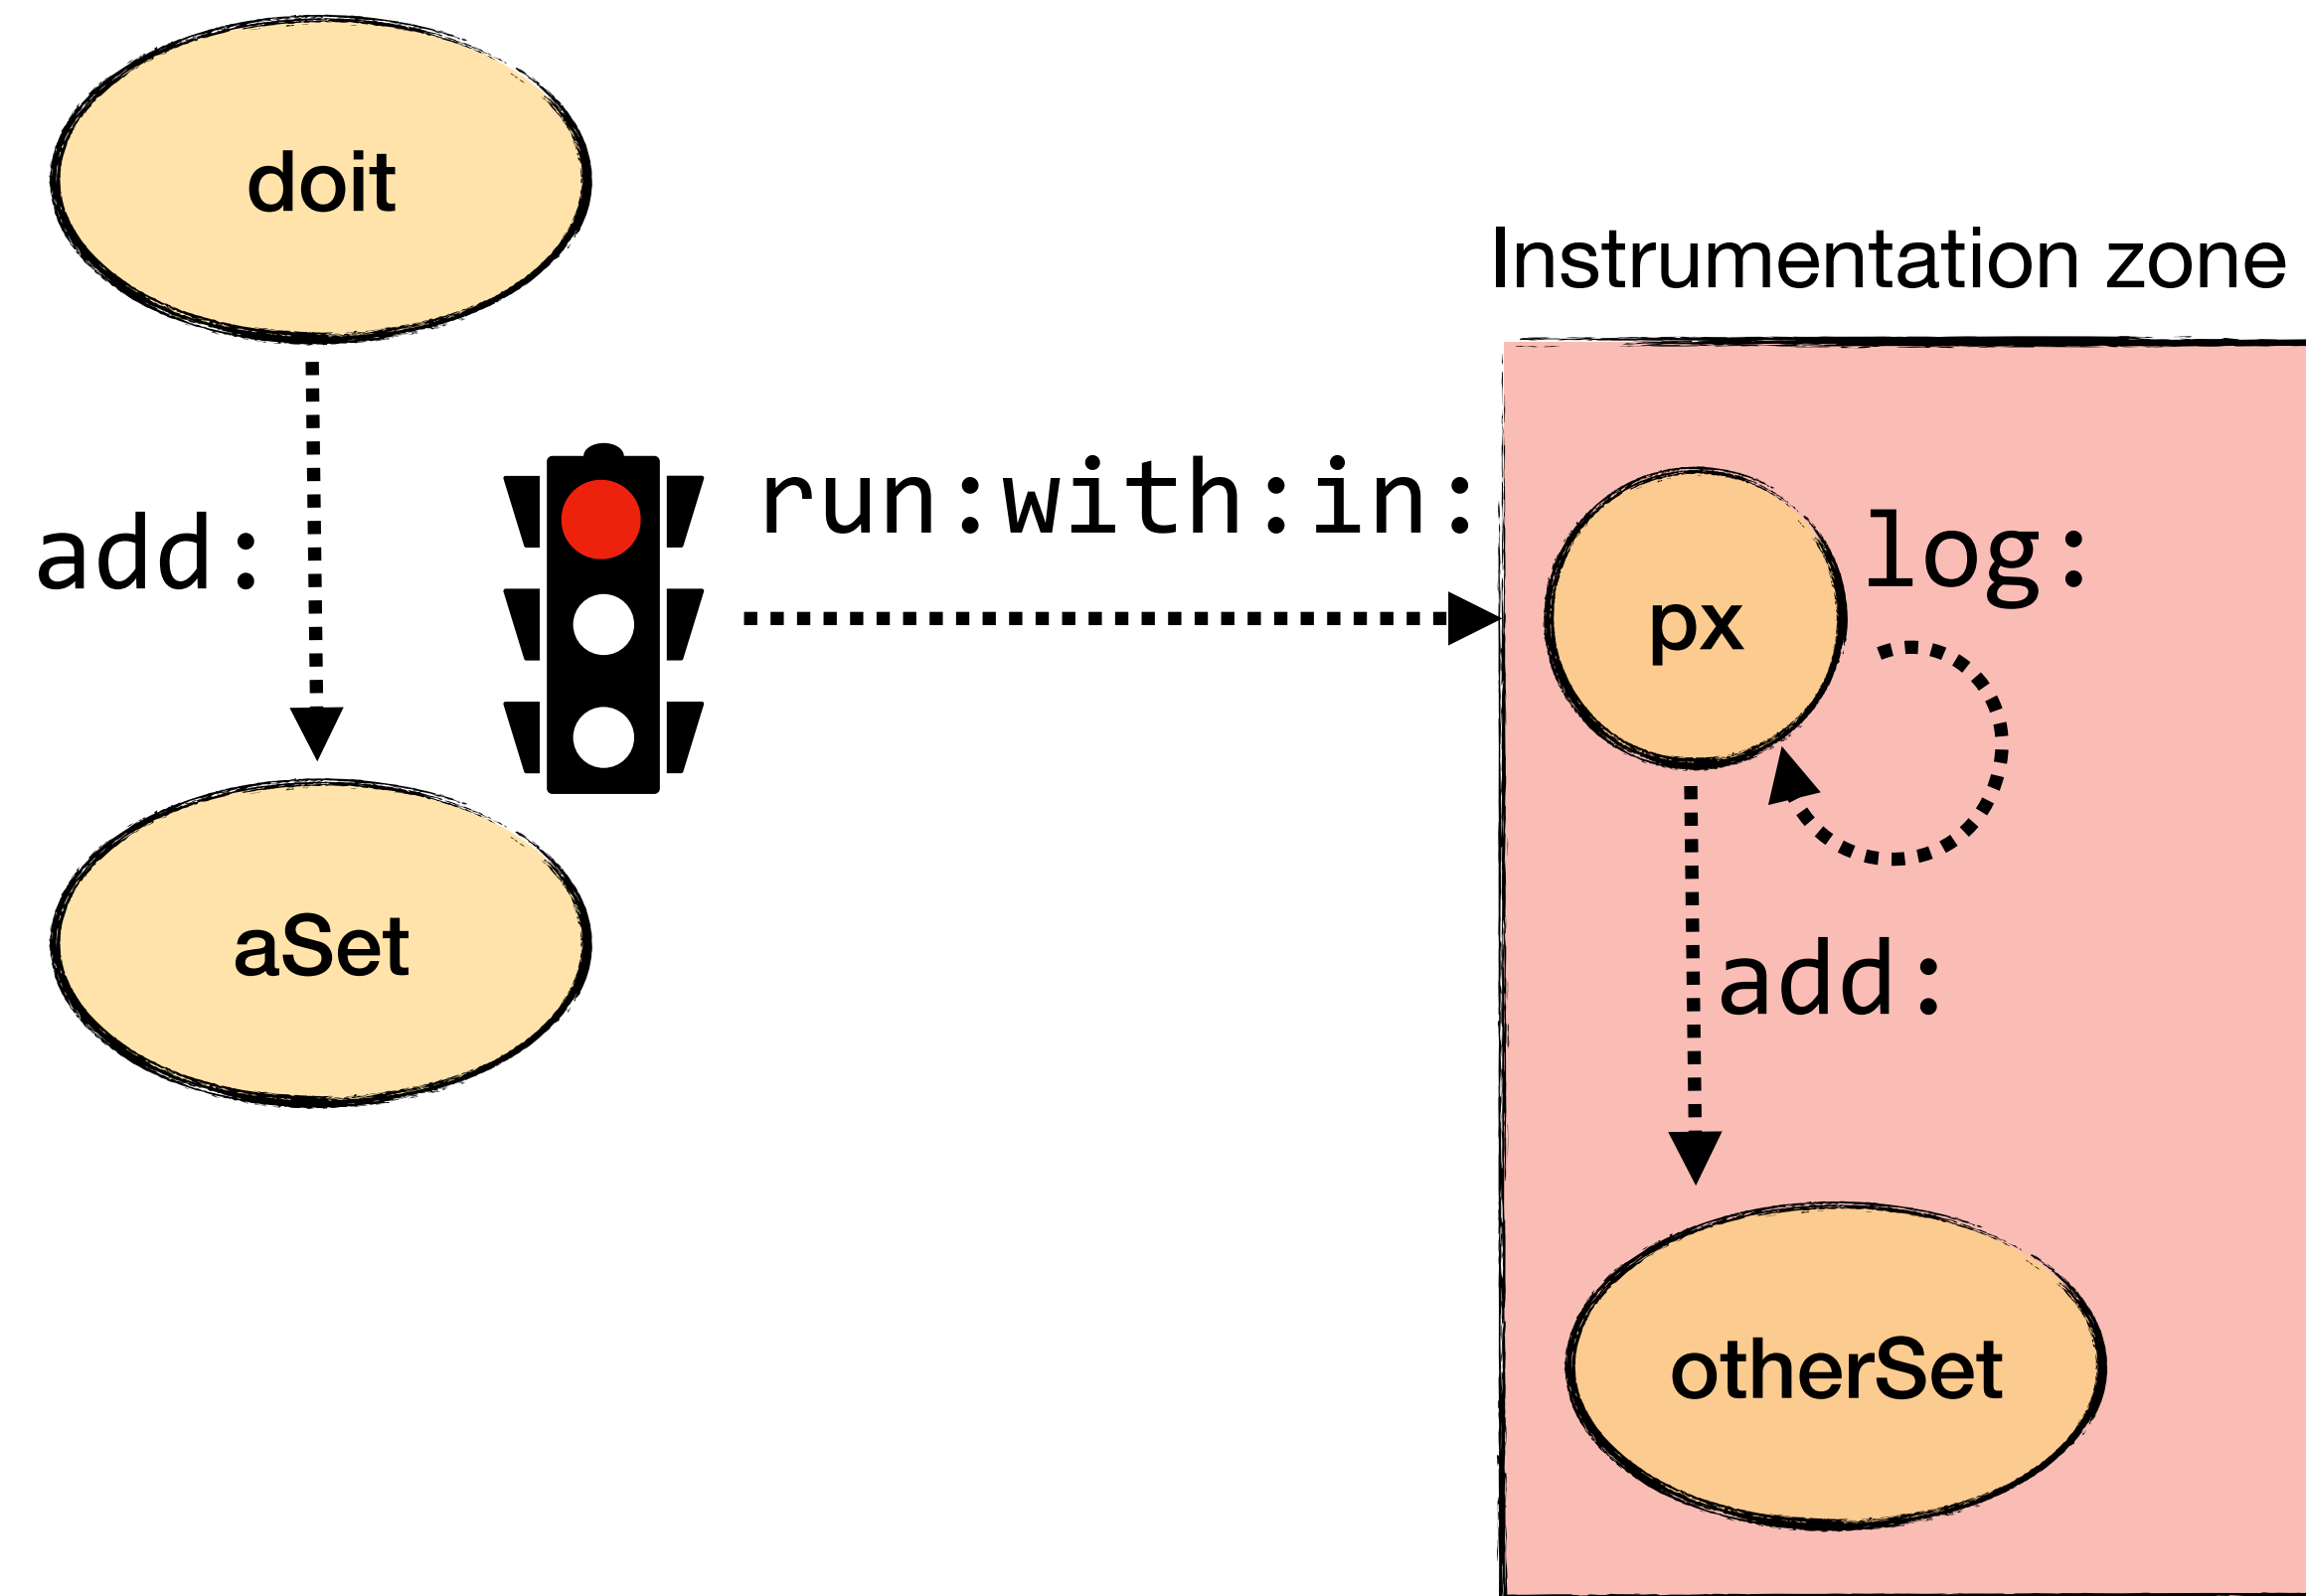 doit
Instrumentation zone
add:
run:with:in:
log:
px
aSet
add:
otherSet